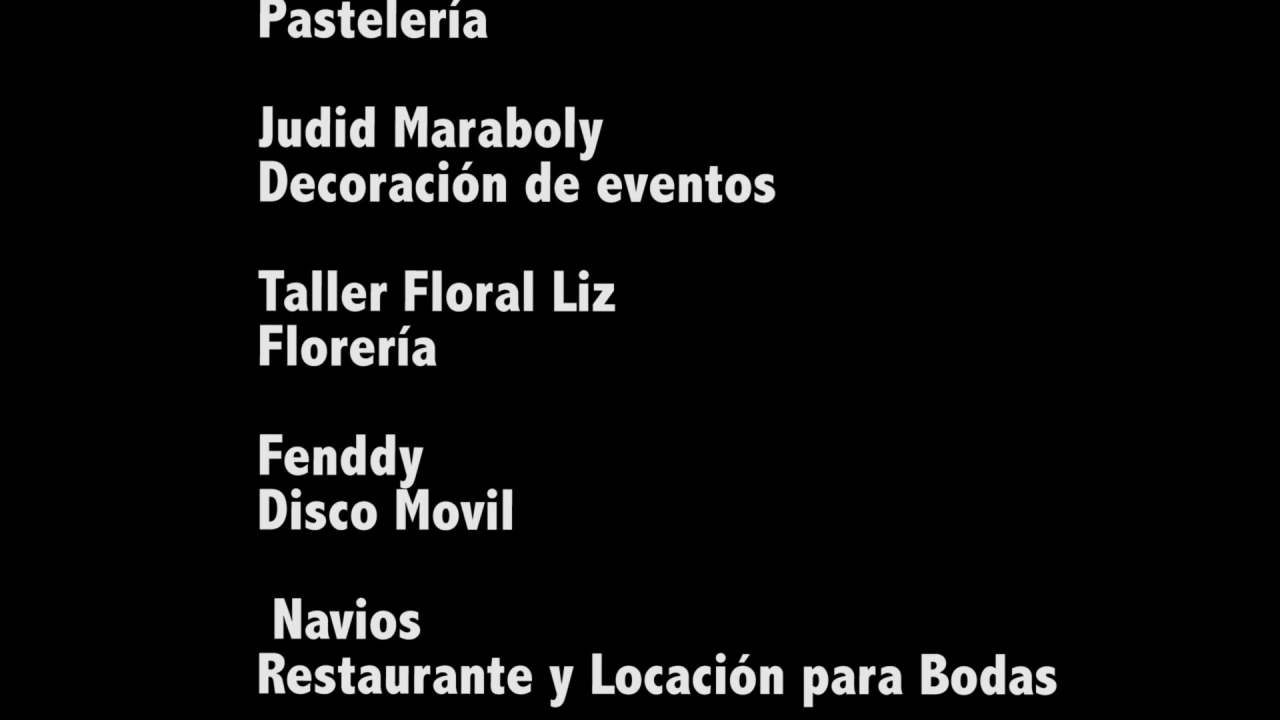 Pastelería
Judid Maraboly
Decoración de eventos
Taller Floral Liz
Florería
Fenddy
Disco Movil
Navios
Restaurante y Locación para Bodas